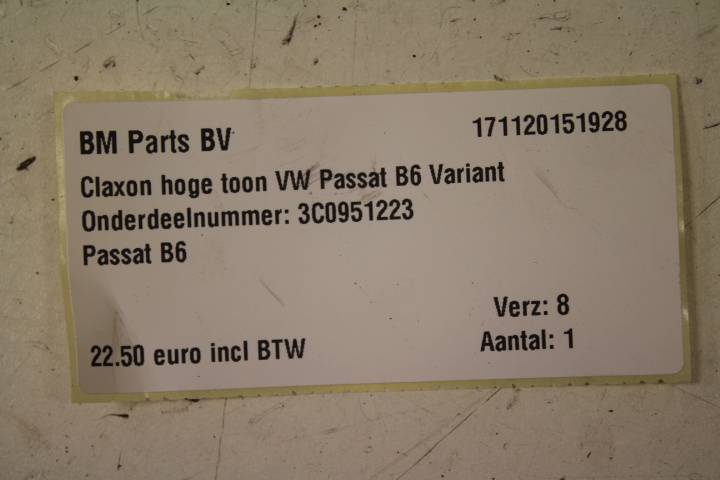 BM Parts BV 171120151928
Claxon hoge toon VW Passat B6 Variant
Onderdeelnummer: 3C0951223
Passat B6
Verz: 8
22.50 euro incl BTW Aantal: 1